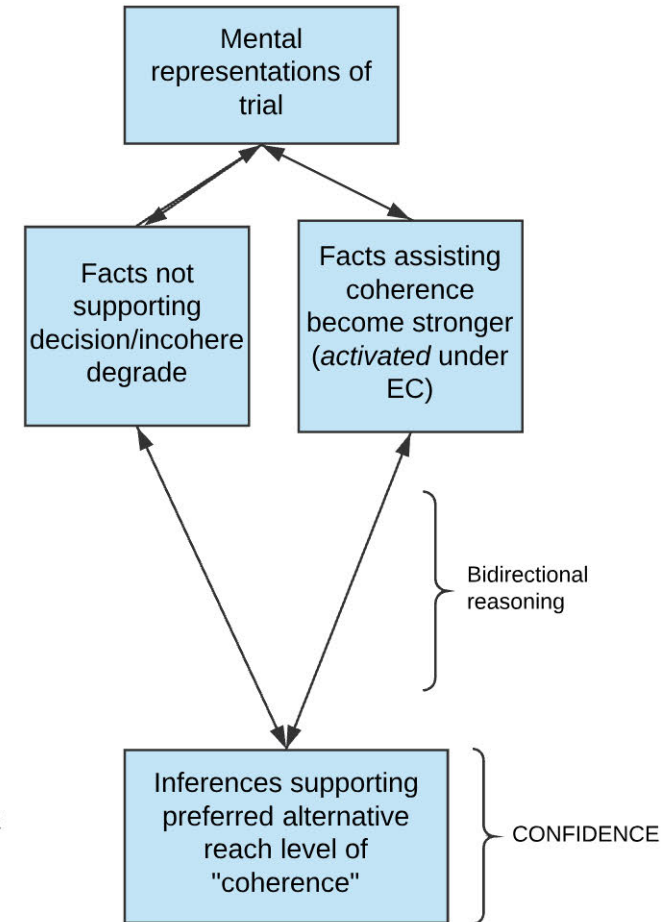 Mental
representations of
trial
Facts not
supporting
decision/incohere
degrade
Facts assisting
coherence
become stronger
(activated under
EC)
Bidirectional
reasoning
Inferences supporting
preferred alternative
reach level of
"coherence"
CONFIDENCE